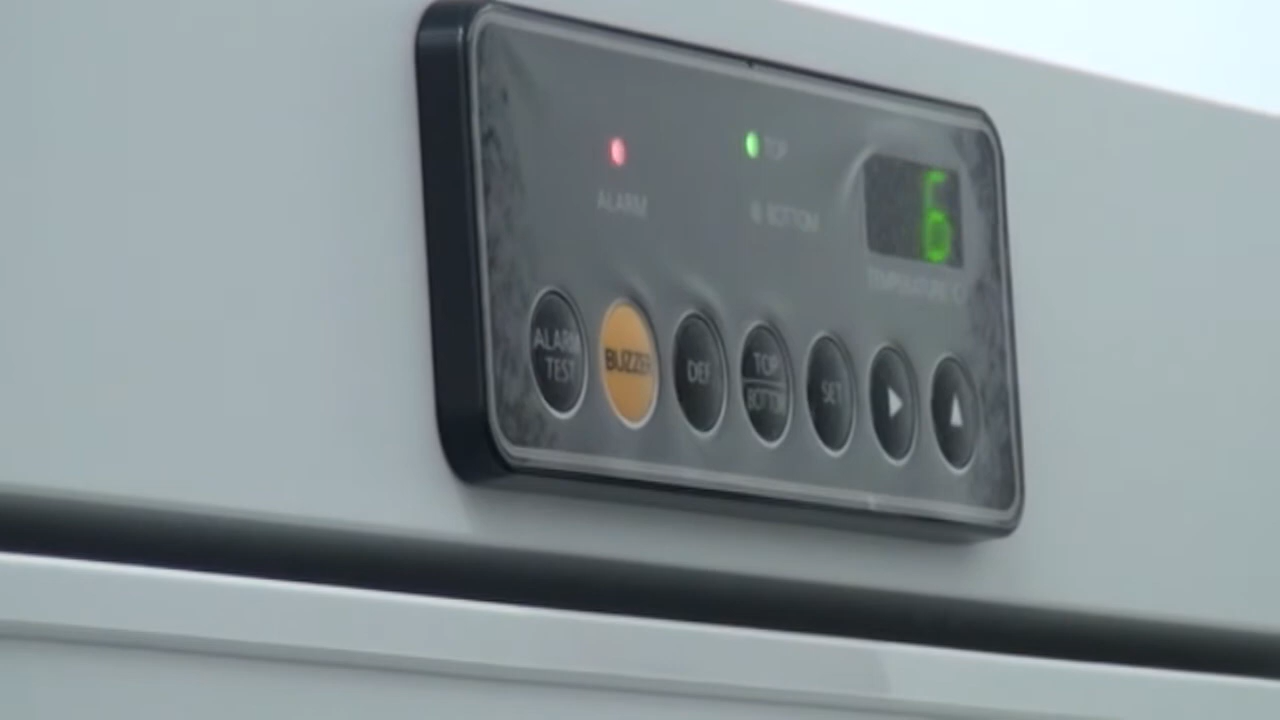 TOP
ALARM
BOTTOM
6
TEMPERATURE °C
ALARM
TEST
BUZZER
DEF
TOP
BOTTOM
SET